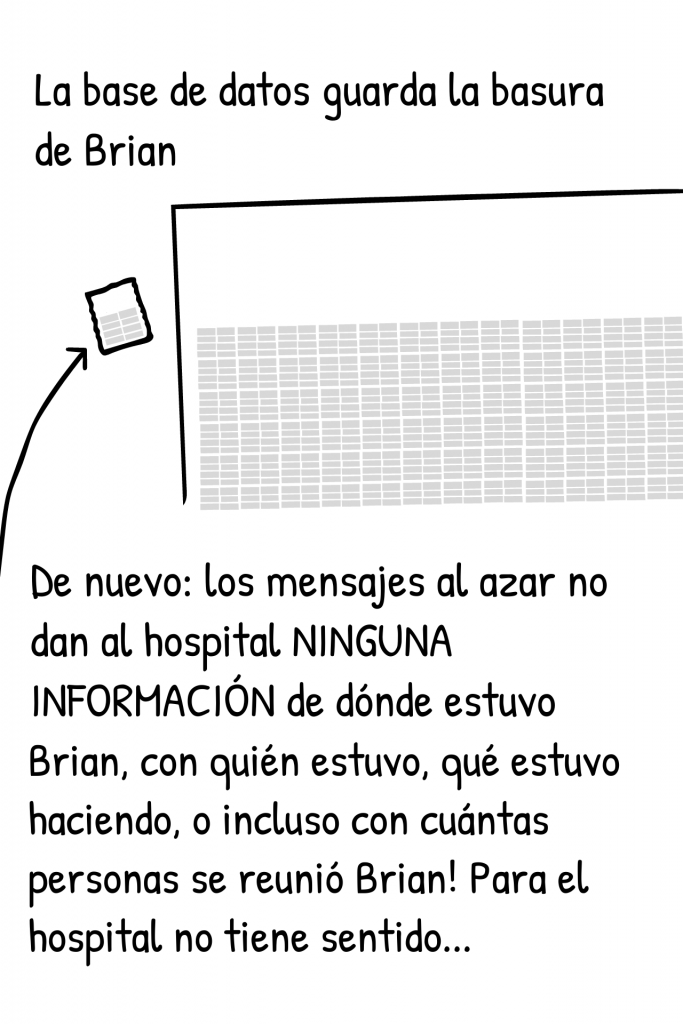 La base de datos guarda la basura
de Brian
De nuevo: los mensajes al azar no
dan al hospital NINGUNA
INFORMACIÓN de dónde estuvo
Brian, con quién estuvo, qué estuvo
haciendo, o incluso con cuántas
personas se reunió Brian! Para el
hospital no tiene sentido...